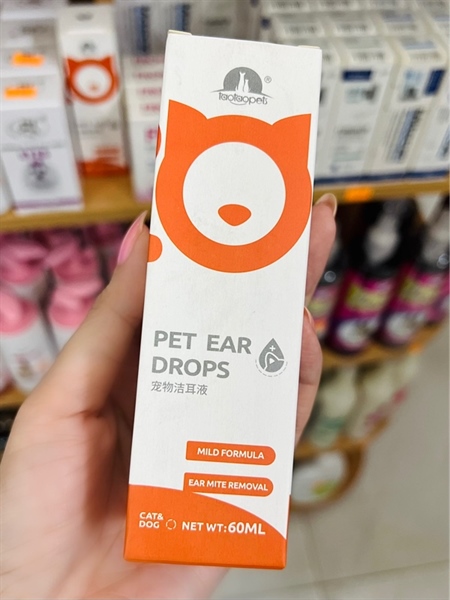 ®
taotaopets
PET EAR
DROPS
宠物洁耳液
MILD FORMULA
EAR MITE REMOVAL
CAT&
DOG
NET WT:60ML